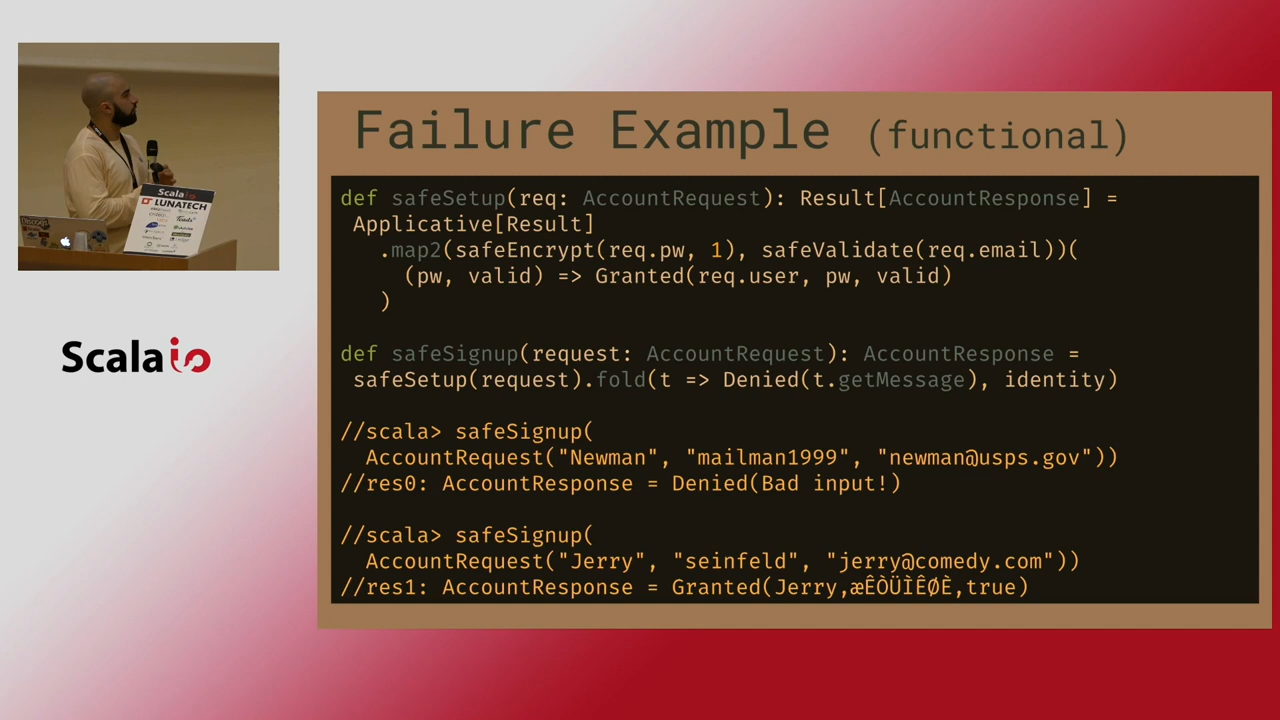 Failure Example (functional)
def safeSetup(req: AccountRequest): Result[AccountResponse] =
Applicative[Result]
.map2(safeEncrypt(req.pw, 1), safeValidate(req.email))(
(pw, valid) => Granted(req.user, pw, valid)
)
def safeSignup(request: AccountRequest): AccountResponse =
safeSetup(request).fold(t => Denied(t.getMessage), identity)
//scala> safeSignup(
AccountRequest("Newman", "mailman1999", "newman@usps.gov"))
//res0: AccountResponse = Denied(Bad input!)
//scala> safeSignup(
AccountRequest("Jerry", "seinfeld", "jerry@comedy.com"))
//res1: AccountResponse = Granted(Jerry,æÊÒÜÌÊØÈ,true)
Scala
LUNATECH
Scalaio